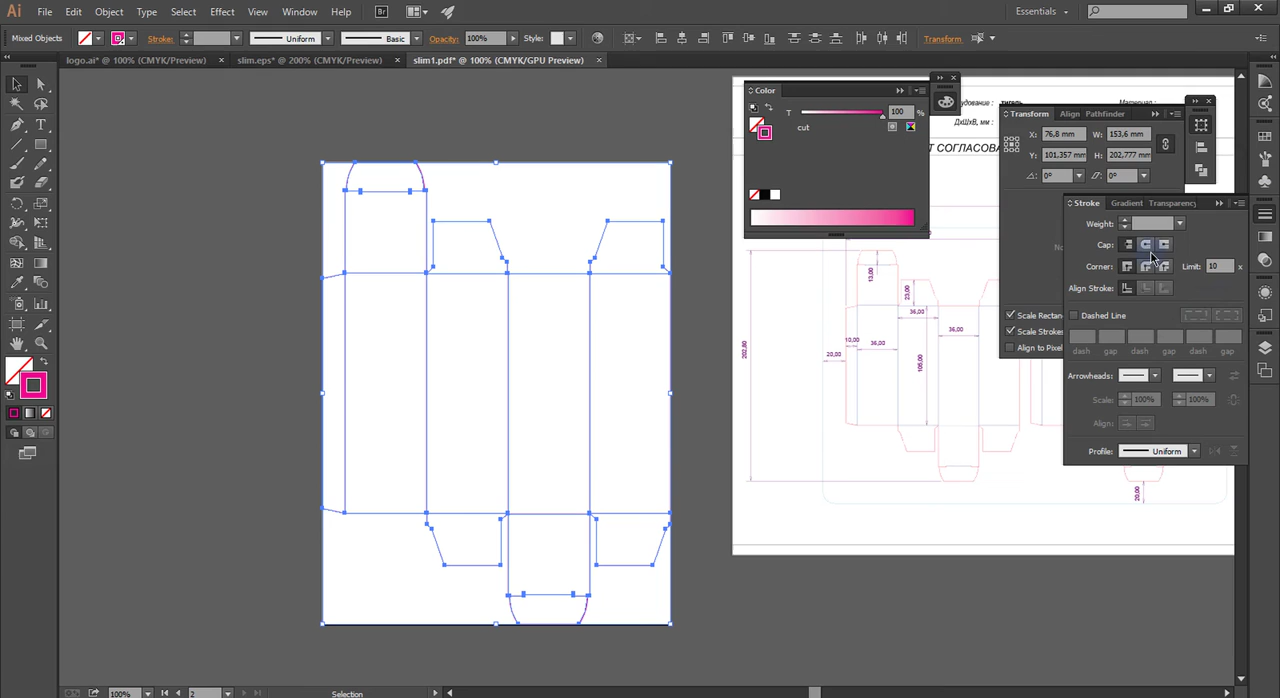 Ai File Edit Object Type Select Effect View Window Help Br Essentials
Mixed Objects Stroke: Uniform Basic Opacity: 100% Style: Transform
logo.ai* @ 100% (CMYK/Preview) × slim.eps* @ 200% (CMYK/Preview) × slim1.pdf* @ 100% (CMYK/GPU Preview) ×
Color
T 100 %
cut
Transform Align Pathfinder
X: 76,8 mm W: 153,6 mm
Y: 101,357 mm H: 202,777 mm
0° 0°
Scale Rectan
Scale Strokes
Align to Pixel
Stroke Gradient Transparency
Weight:
Cap:
Corner: Limit: 10 x
Align Stroke:
Dashed Line
dash gap dash gap dash gap
Arrowheads:
Scale: 100% 100%
Align:
Profile: Uniform
тигель
Материал :
ДхШхВ, мм :
Т СОГЛАСОВА
13,00
23,00
36,00
36,00
10,00
36,00
20,00
202,80
105,00
20,00
100% 2 Selection